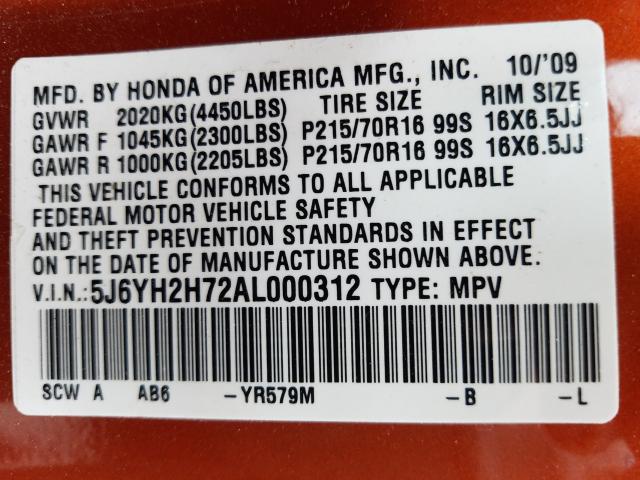 MFD. BY HONDA OF AMERICA MFG., INC. 10/'09
GVWR 2020KG(4450LBS) TIRE SIZE RIM SIZE
GAWR F 1045KG(2300LBS) P215/70R16 99S 16X6.5JJ
GAWR R 1000KG(2205LBS) P215/70R16 99S 16X6.5JJ
THIS VEHICLE CONFORMS TO ALL APPLICABLE
FEDERAL MOTOR VEHICLE SAFETY
AND THEFT PREVENTION STANDARDS IN EFFECT
ON THE DATE OF MANUFACTURE SHOWN ABOVE.
V.I.N.:5J6YH2H72AL000312 TYPE: MPV
SCW A AB6 -YR579M -B -L